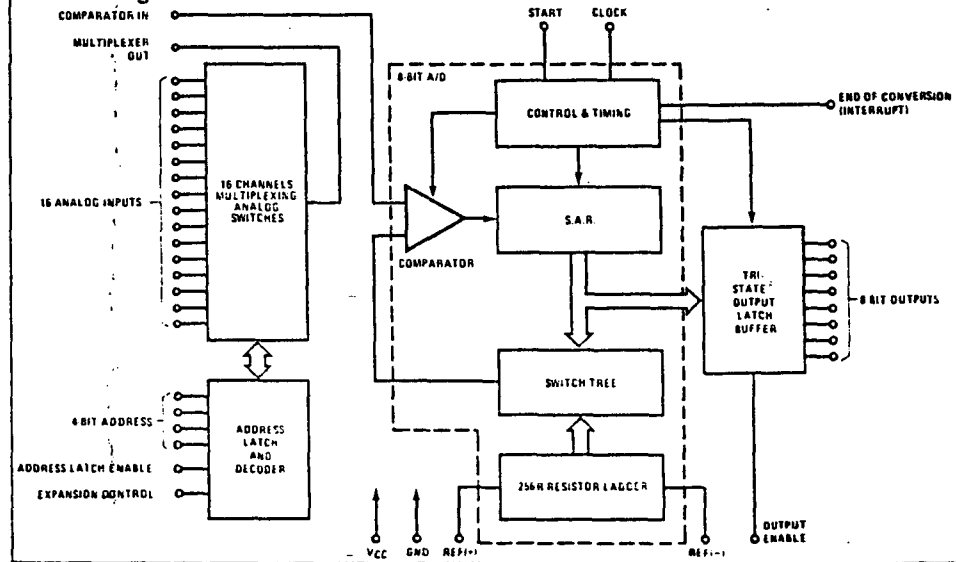 COMPARATOR IN
MULTIPLEXER
OUT
16 ANALOG INPUTS
16 CHANNELS
MULTIPLEXING
ANALOG
SWITCHES
4-BIT ADDRESS
ADDRESS LATCH ENABLE
EXPANSION CONTROL
ADDRESS
LATCH
AND
DECODER
START
CLOCK
8-BIT A/D
CONTROL & TIMING
END OF CONVERSION
(INTERRUPT)
S.A.R.
COMPARATOR
SWITCH TREE
256R RESISTOR LADDER
TRI-
STATE
OUTPUT
LATCH
BUFFER
8 BIT OUTPUTS
VCC
GND
REF(+)
REF(-)
OUTPUT
ENABLE